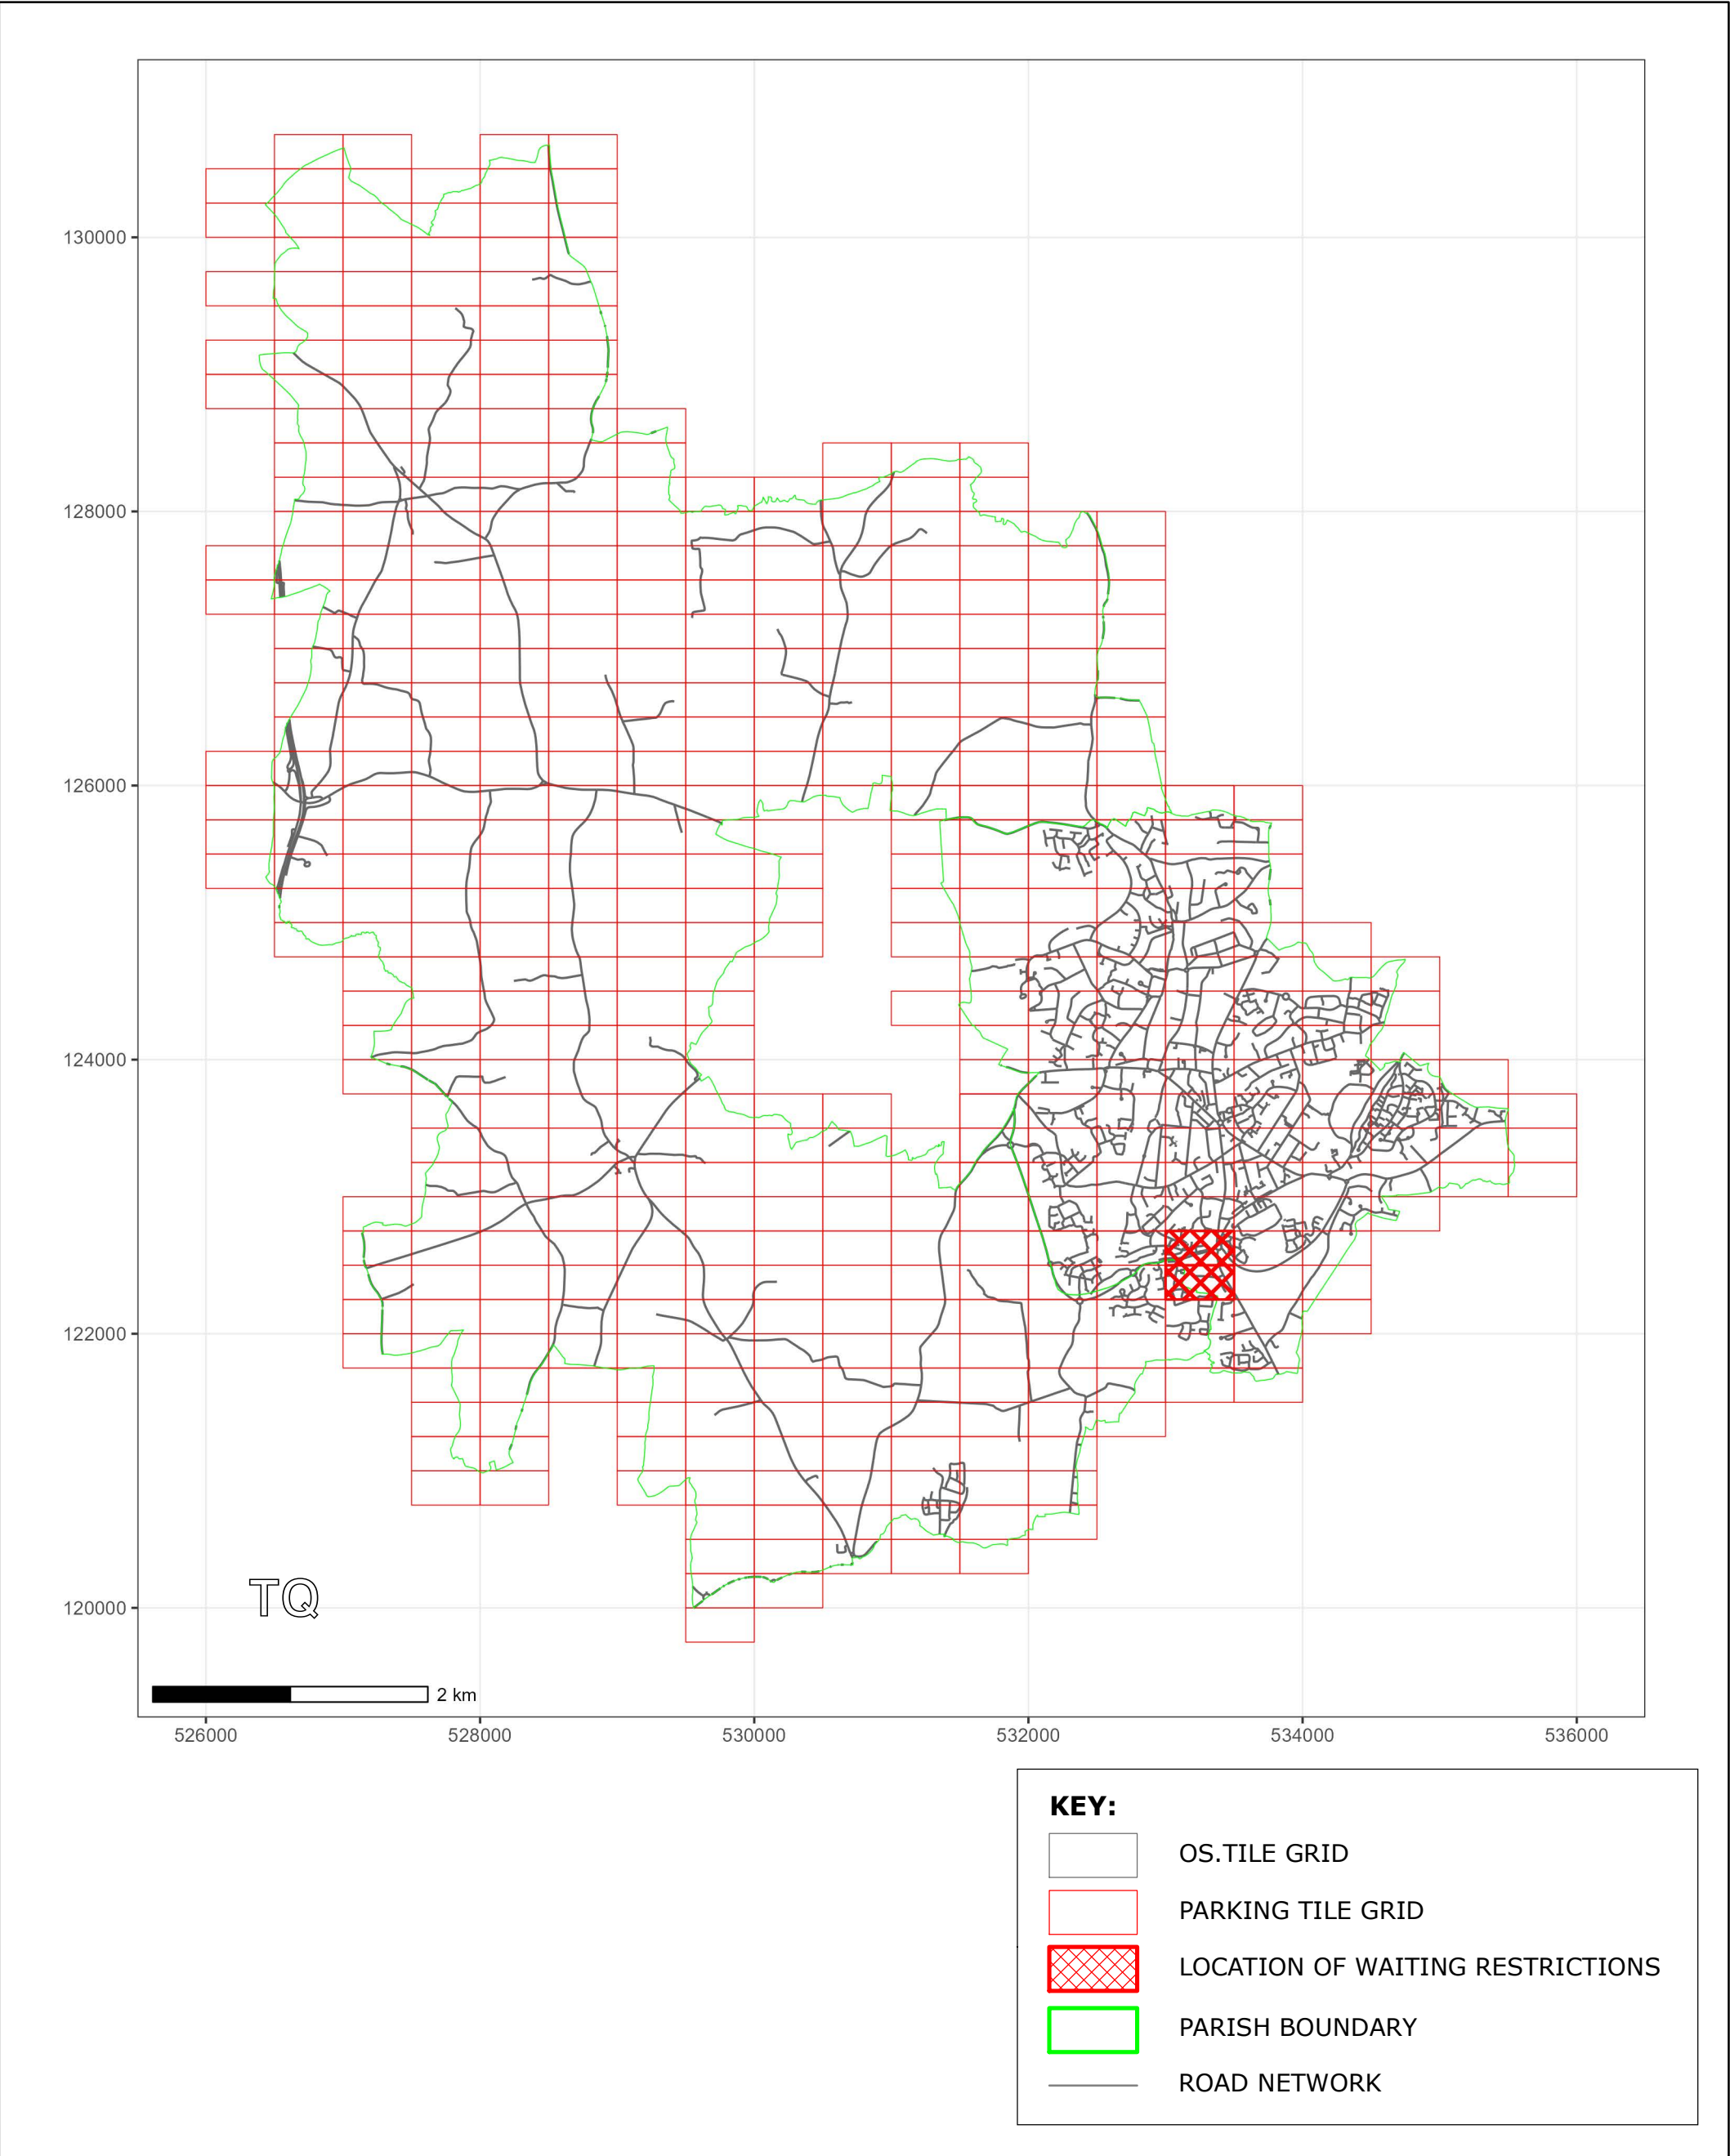 130000
128000
126000
124000
122000
120000
TQ
2 km
526000 528000 530000 532000 534000 536000
KEY:
OS.TILE GRID
PARKING TILE GRID
LOCATION OF WAITING RESTRICTIONS
PARISH BOUNDARY
ROAD NETWORK